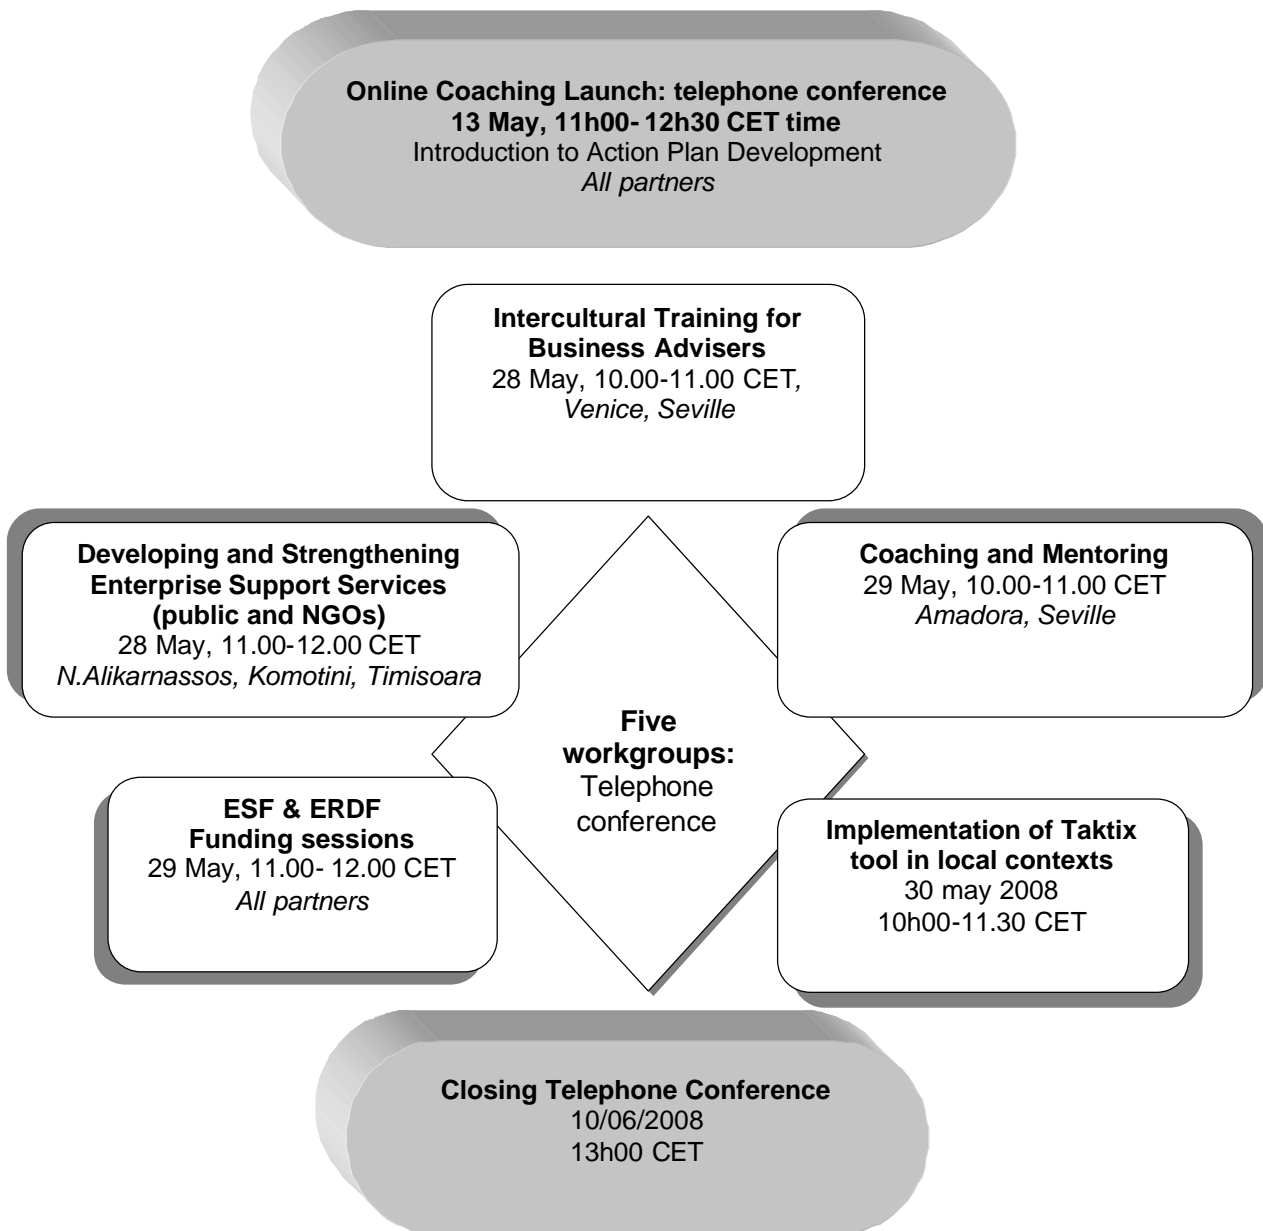 Online Coaching Launch: telephone conference
13 May, 11h00- 12h30 CET time
Introduction to Action Plan Development
All partners
Intercultural Training for
Business Advisers
28 May, 10.00-11.00 CET,
Venice, Seville
Developing and Strengthening
Enterprise Support Services
(public and NGOs)
28 May, 11.00-12.00 CET
N.Alikarnassos, Komotini, Timisoara
Coaching and Mentoring
29 May, 10.00-11.00 CET
Amadora, Seville
Five
workgroups:
Telephone
conference
ESF & ERDF
Funding sessions
29 May, 11.00- 12.00 CET
All partners
Implementation of Taktix
tool in local contexts
30 may 2008
10h00-11.30 CET
Closing Telephone Conference
10/06/2008
13h00 CET